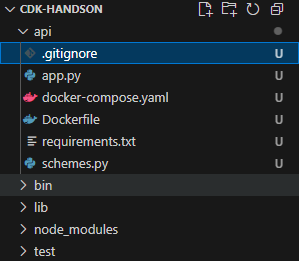 CDK-HANDSON
api
.gitignore U
app.py U
docker-compose.yaml U
Dockerfile U
requirements.txt U
schemes.py U
bin
lib
node_modules
test